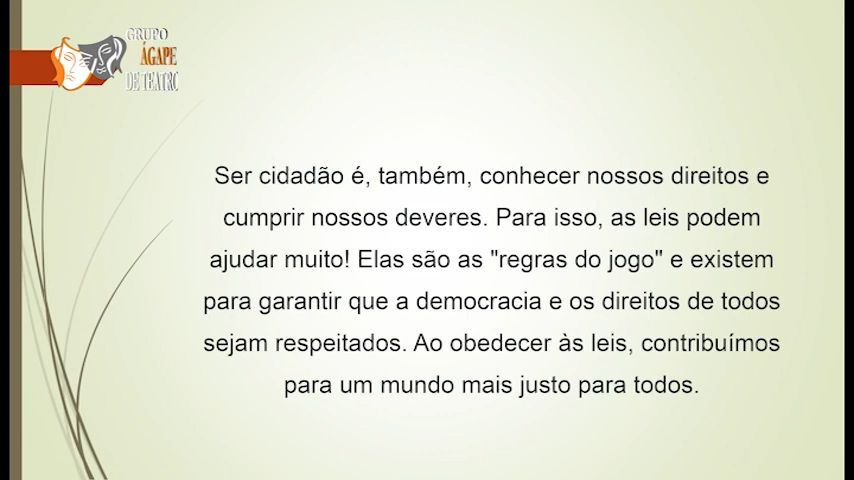 GRUPO
ÁGAPE
DE TEATRO
Ser cidadão é, também, conhecer nossos direitos e
cumprir nossos deveres. Para isso, as leis podem
ajudar muito! Elas são as "regras do jogo" e existem
para garantir que a democracia e os direitos de todos
sejam respeitados. Ao obedecer às leis, contribuímos
para um mundo mais justo para todos.